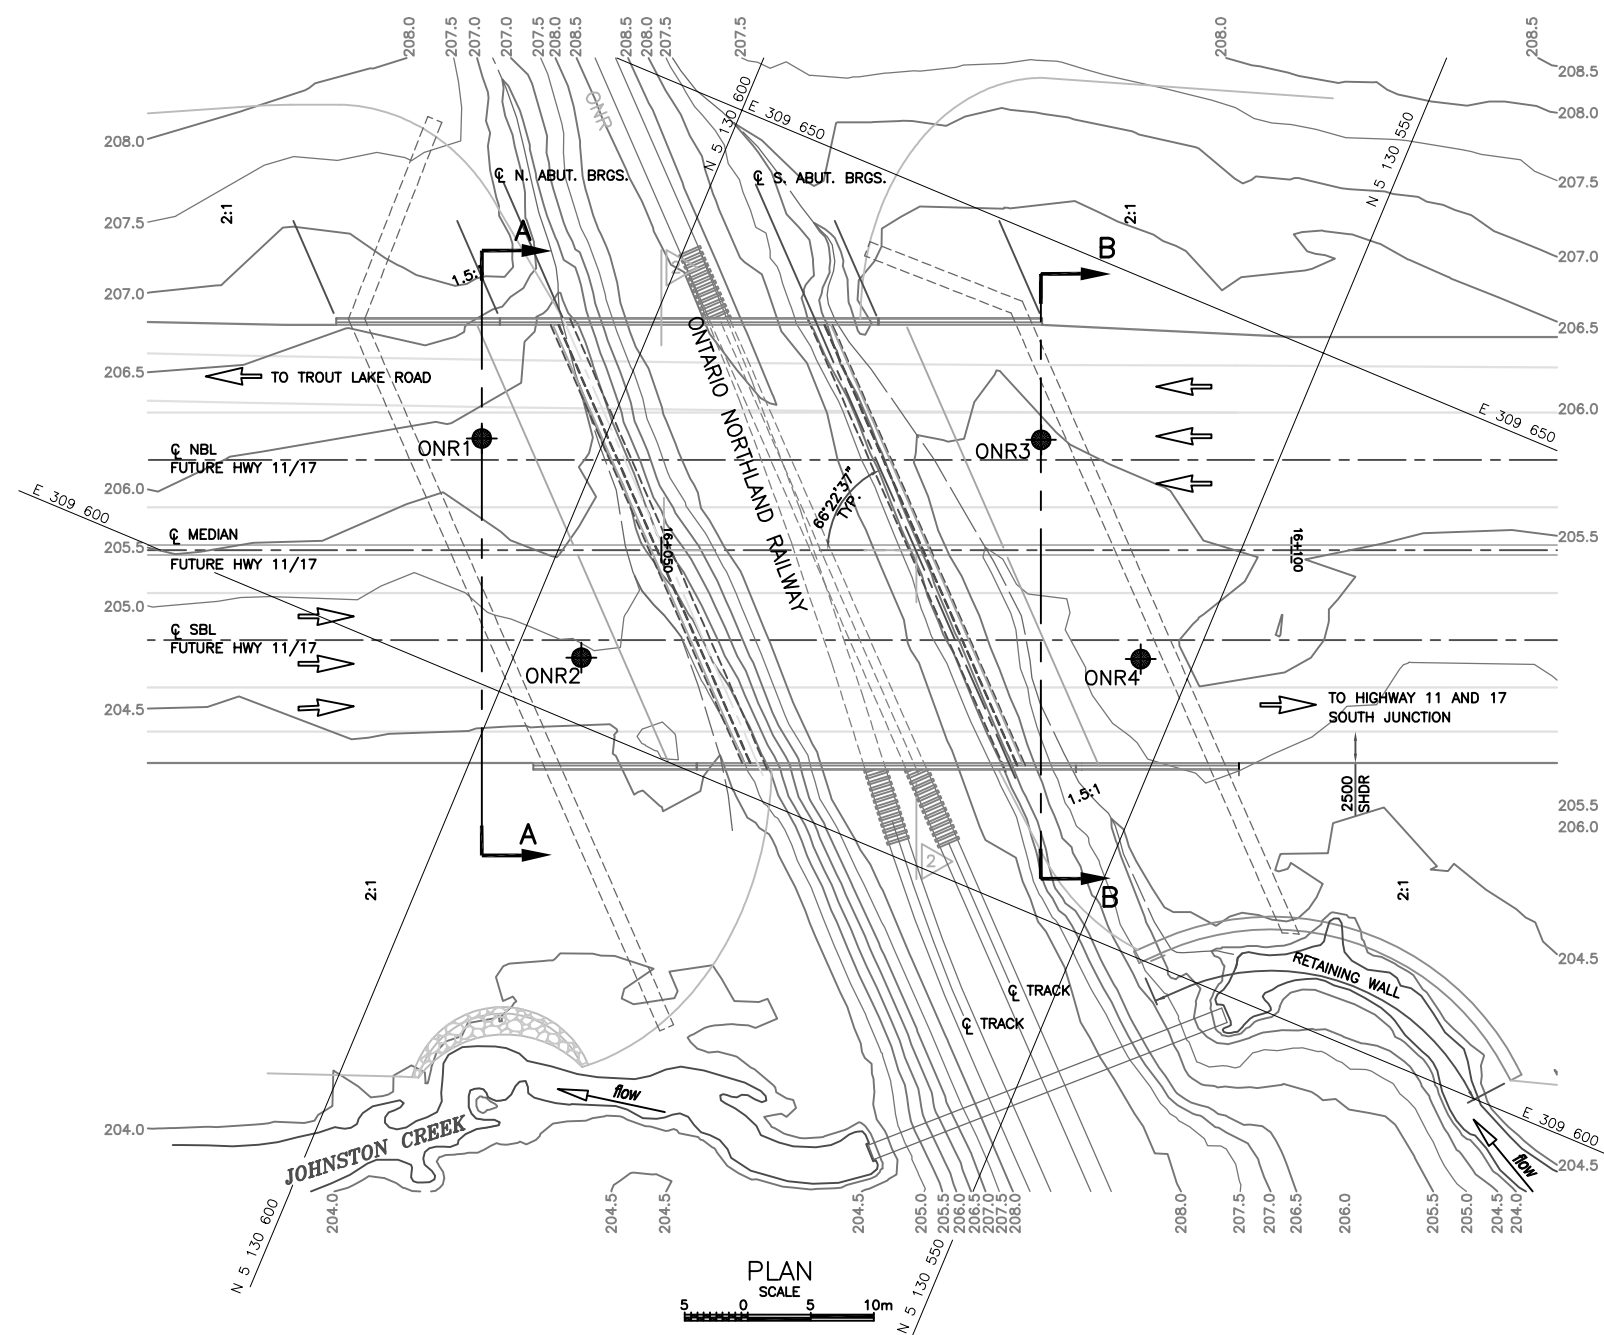 208.0 207.5 207.0 207.0 207.5 208.0 208.5 208.5 208.0 207.5 207.5 208.0 208.5
208.5
208.0
207.5
207.0
206.5
206.0
205.5
205.5
206.0
204.5
204.5
208.0
207.5
207.0
206.5
206.0
205.5
205.0
204.5
204.0
ONR
N 5 130 600
E 309 650
N 5 130 550
℄ N. ABUT. BRGS.
℄ S. ABUT. BRGS.
2:1
2:1
A
B
1.5:1
ONTARIO NORTHLAND RAILWAY
TO TROUT LAKE ROAD
E 309 650
ONR1
ONR3
℄ NBL
FUTURE HWY 11/17
66°22'37"
TYP.
E 309 600
℄ MEDIAN
FUTURE HWY 11/17
16+050
16+100
℄ SBL
FUTURE HWY 11/17
ONR2
ONR4
TO HIGHWAY 11 AND 17
SOUTH JUNCTION
1.5:1
2500
SHDR
A
2
B
2:1
2:1
RETAINING WALL
℄ TRACK
℄ TRACK
flow
flow
E 309 600
JOHNSTON CREEK
204.0 204.5 204.5 204.5 205.0 205.5 206.0 206.5 207.0 207.5 208.0 208.0 207.5 207.0 206.5 206.0 205.5 205.0 204.5 204.0
N 5 130 600
N 5 130 550
PLAN
SCALE
5 0 5 10m